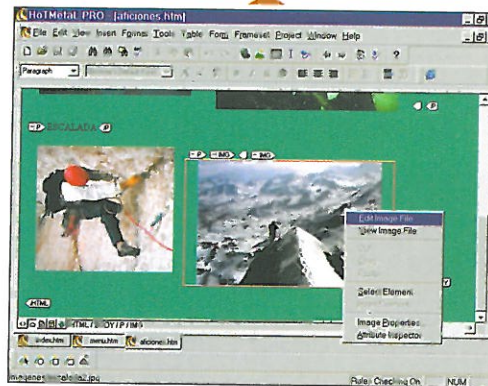 HoTMetaL PRO - [aficiones.htm]
File Edit View Insert Format Tools Table Form Frameset Project Window Help
Paragraph
P
P ESCALADA P
P IMG IMG
Edit Image File
View Image File
Select Element
Image Properties...
Attribute Inspector
HTML
index.htm menu.htm aficiones.htm
Rules Checking On NUM